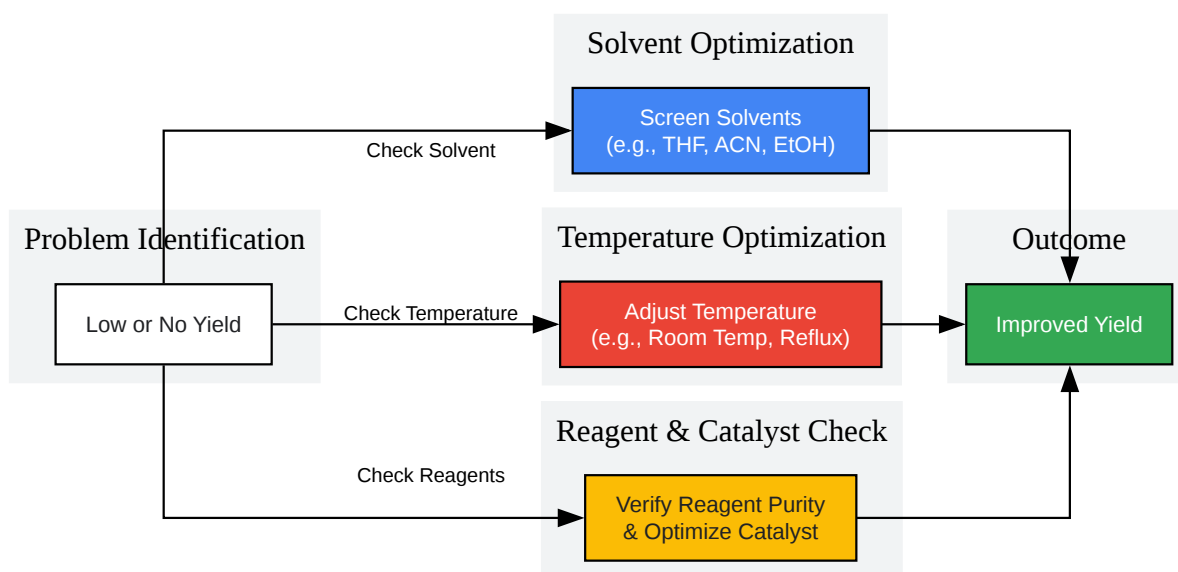 Solvent Optimization
Screen Solvents
(e.g., THF, ACN, EtOH)
Check Solvent
Problem Identification
Low or No Yield
Check Temperature
Temperature Optimization
Adjust Temperature
(e.g., Room Temp, Reflux)
Outcome
Improved Yield
Reagent & Catalyst Check
Check Reagents
Verify Reagent Purity
& Optimize Catalyst